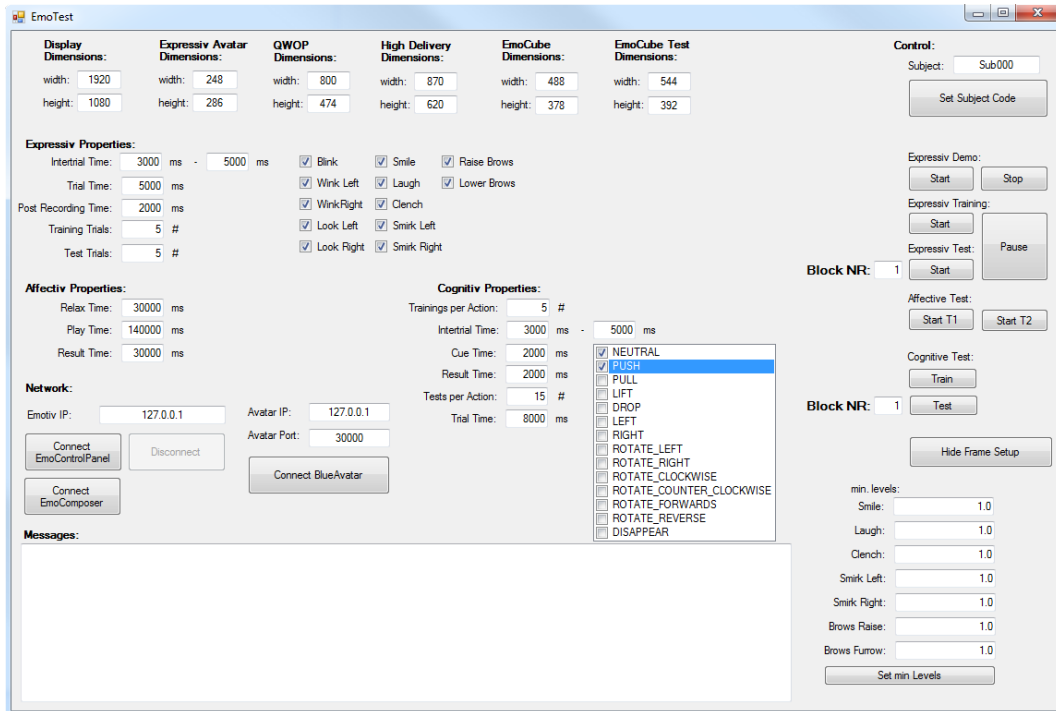 EmoTest
Display Dimensions:
width: 1920
height: 1080
Expressiv Avatar Dimensions:
width: 248
height: 286
QWOP Dimensions:
width: 800
height: 474
High Delivery Dimensions:
width: 870
height: 620
EmoCube Dimensions:
width: 488
height: 378
EmoCube Test Dimensions:
width: 544
height: 392
Control:
Subject: Sub000
Set Subject Code
Expressiv Properties:
Intertrial Time: 3000 ms - 5000 ms
Trial Time: 5000 ms
Post Recording Time: 2000 ms
Training Trials: 5 #
Test Trials: 5 #
Blink
Wink Left
WinkRight
Look Left
Look Right
Smile
Laugh
Clench
Smirk Left
Smirk Right
Raise Brows
Lower Brows
Expressiv Demo:
Start Stop
Expressiv Training:
Start
Pause
Expressiv Test:
Block NR: 1 Start
Affective Test:
Start T1 Start T2
Cognitive Test:
Train
Block NR: 1 Test
Hide Frame Setup
Affectiv Properties:
Relax Time: 30000 ms
Play Time: 140000 ms
Result Time: 30000 ms
Cognitiv Properties:
Trainings per Action: 5 #
Intertrial Time: 3000 ms - 5000 ms
Cue Time: 2000 ms
Result Time: 2000 ms
Tests per Action: 15 #
Trial Time: 8000 ms
NEUTRAL
PUSH
PULL
LIFT
DROP
LEFT
RIGHT
ROTATE_LEFT
ROTATE_RIGHT
ROTATE_CLOCKWISE
ROTATE_COUNTER_CLOCKWISE
ROTATE_FORWARDS
ROTATE_REVERSE
DISAPPEAR
Network:
Emotiv IP: 127.0.0.1
Connect EmoControlPanel
Disconnect
Connect EmoComposer
Avatar IP: 127.0.0.1
Avatar Port: 30000
Connect BlueAvatar
min. levels:
Smile: 1.0
Laugh: 1.0
Clench: 1.0
Smirk Left: 1.0
Smirk Right: 1.0
Brows Raise: 1.0
Brows Furrow: 1.0
Set min Levels
Messages: